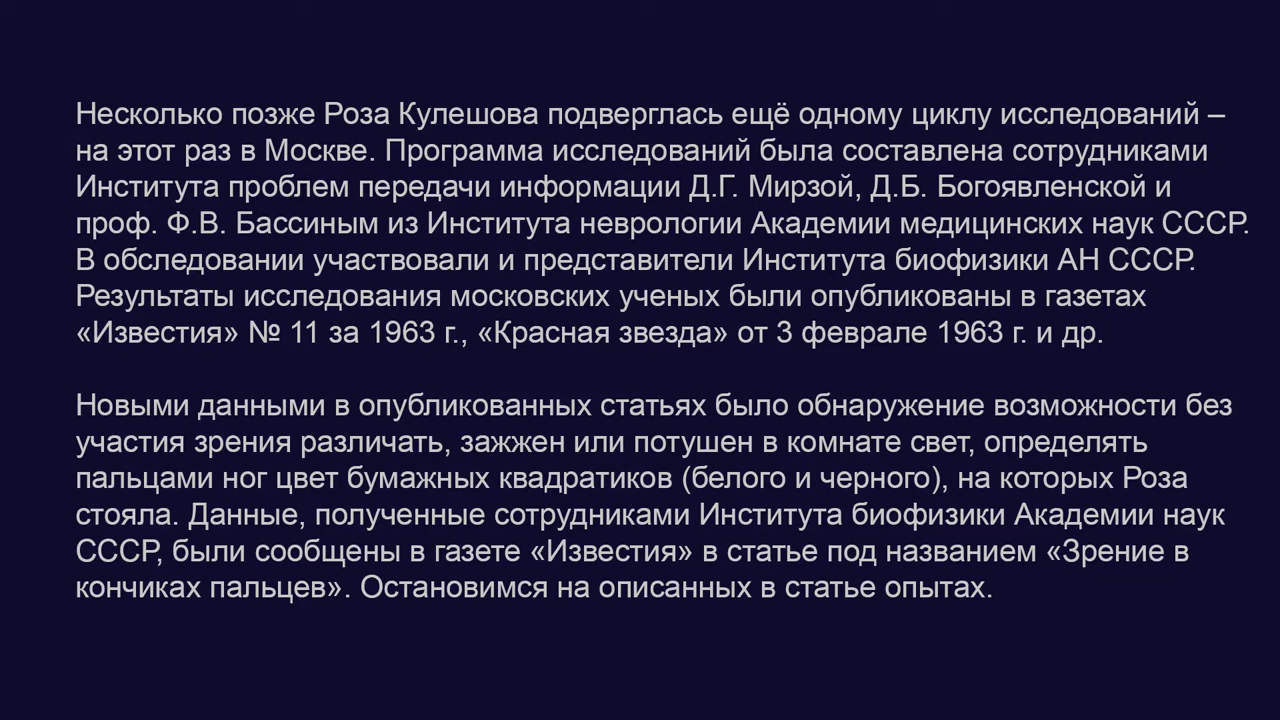 Несколько позже Роза Кулешова подверглась ещё одному циклу исследований –
на этот раз в Москве. Программа исследований была составлена сотрудниками
Института проблем передачи информации Д.Г. Мирзой, Д.Б. Богоявленской и
проф. Ф.В. Бассиным из Института неврологии Академии медицинских наук СССР.
В обследовании участвовали и представители Института биофизики АН СССР.
Результаты исследования московских ученых были опубликованы в газетах
«Известия» № 11 за 1963 г., «Красная звезда» от 3 феврале 1963 г. и др.
Новыми данными в опубликованных статьях было обнаружение возможности без
участия зрения различать, зажжен или потушен в комнате свет, определять
пальцами ног цвет бумажных квадратиков (белого и черного), на которых Роза
стояла. Данные, полученные сотрудниками Института биофизики Академии наук
СССР, были сообщены в газете «Известия» в статье под названием «Зрение в
кончиках пальцев». Остановимся на описанных в статье опытах.